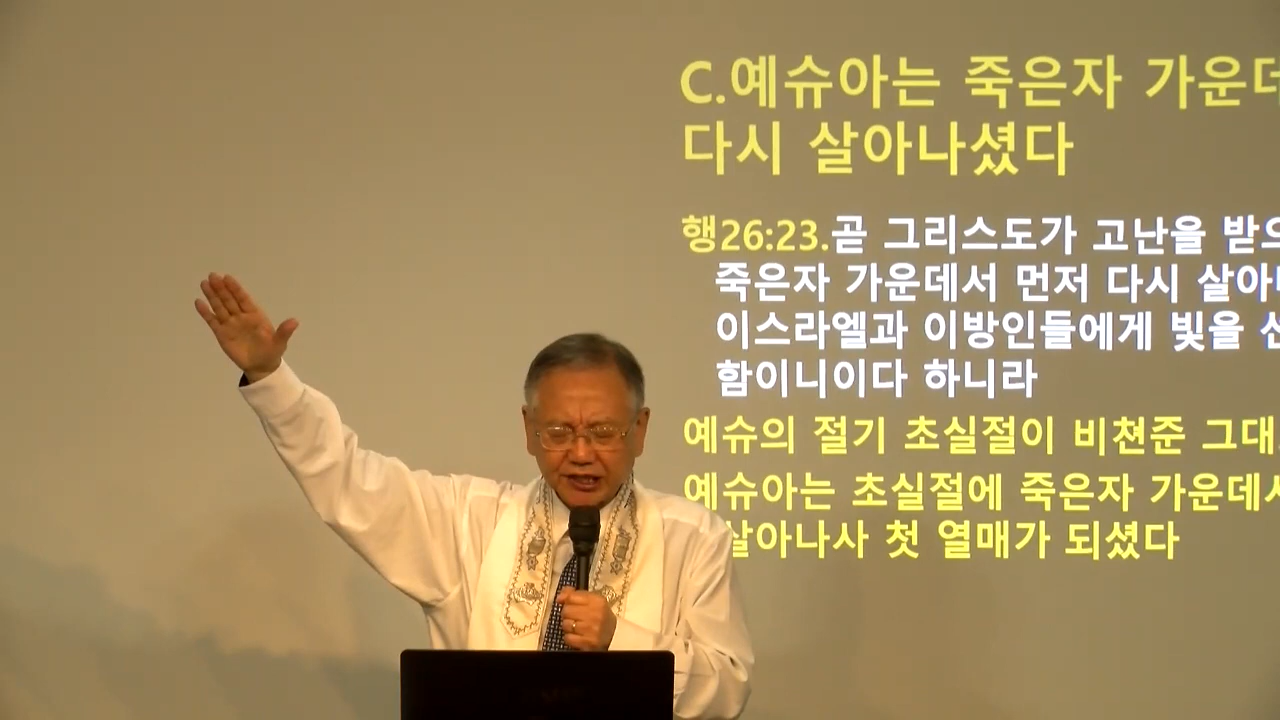 C.예슈아는 죽은자 가운데
다시 살아나셨다
행26:23.곧 그리스도가 고난을 받으
죽은자 가운데서 먼저 다시 살아
이스라엘과 이방인들에게 빛을
함이니이다 하니라
예슈의 절기 초실절이 비쳔준 그대
예슈아는 초실절에 죽은자 가운데
살아나사 첫 열매가 되셨다